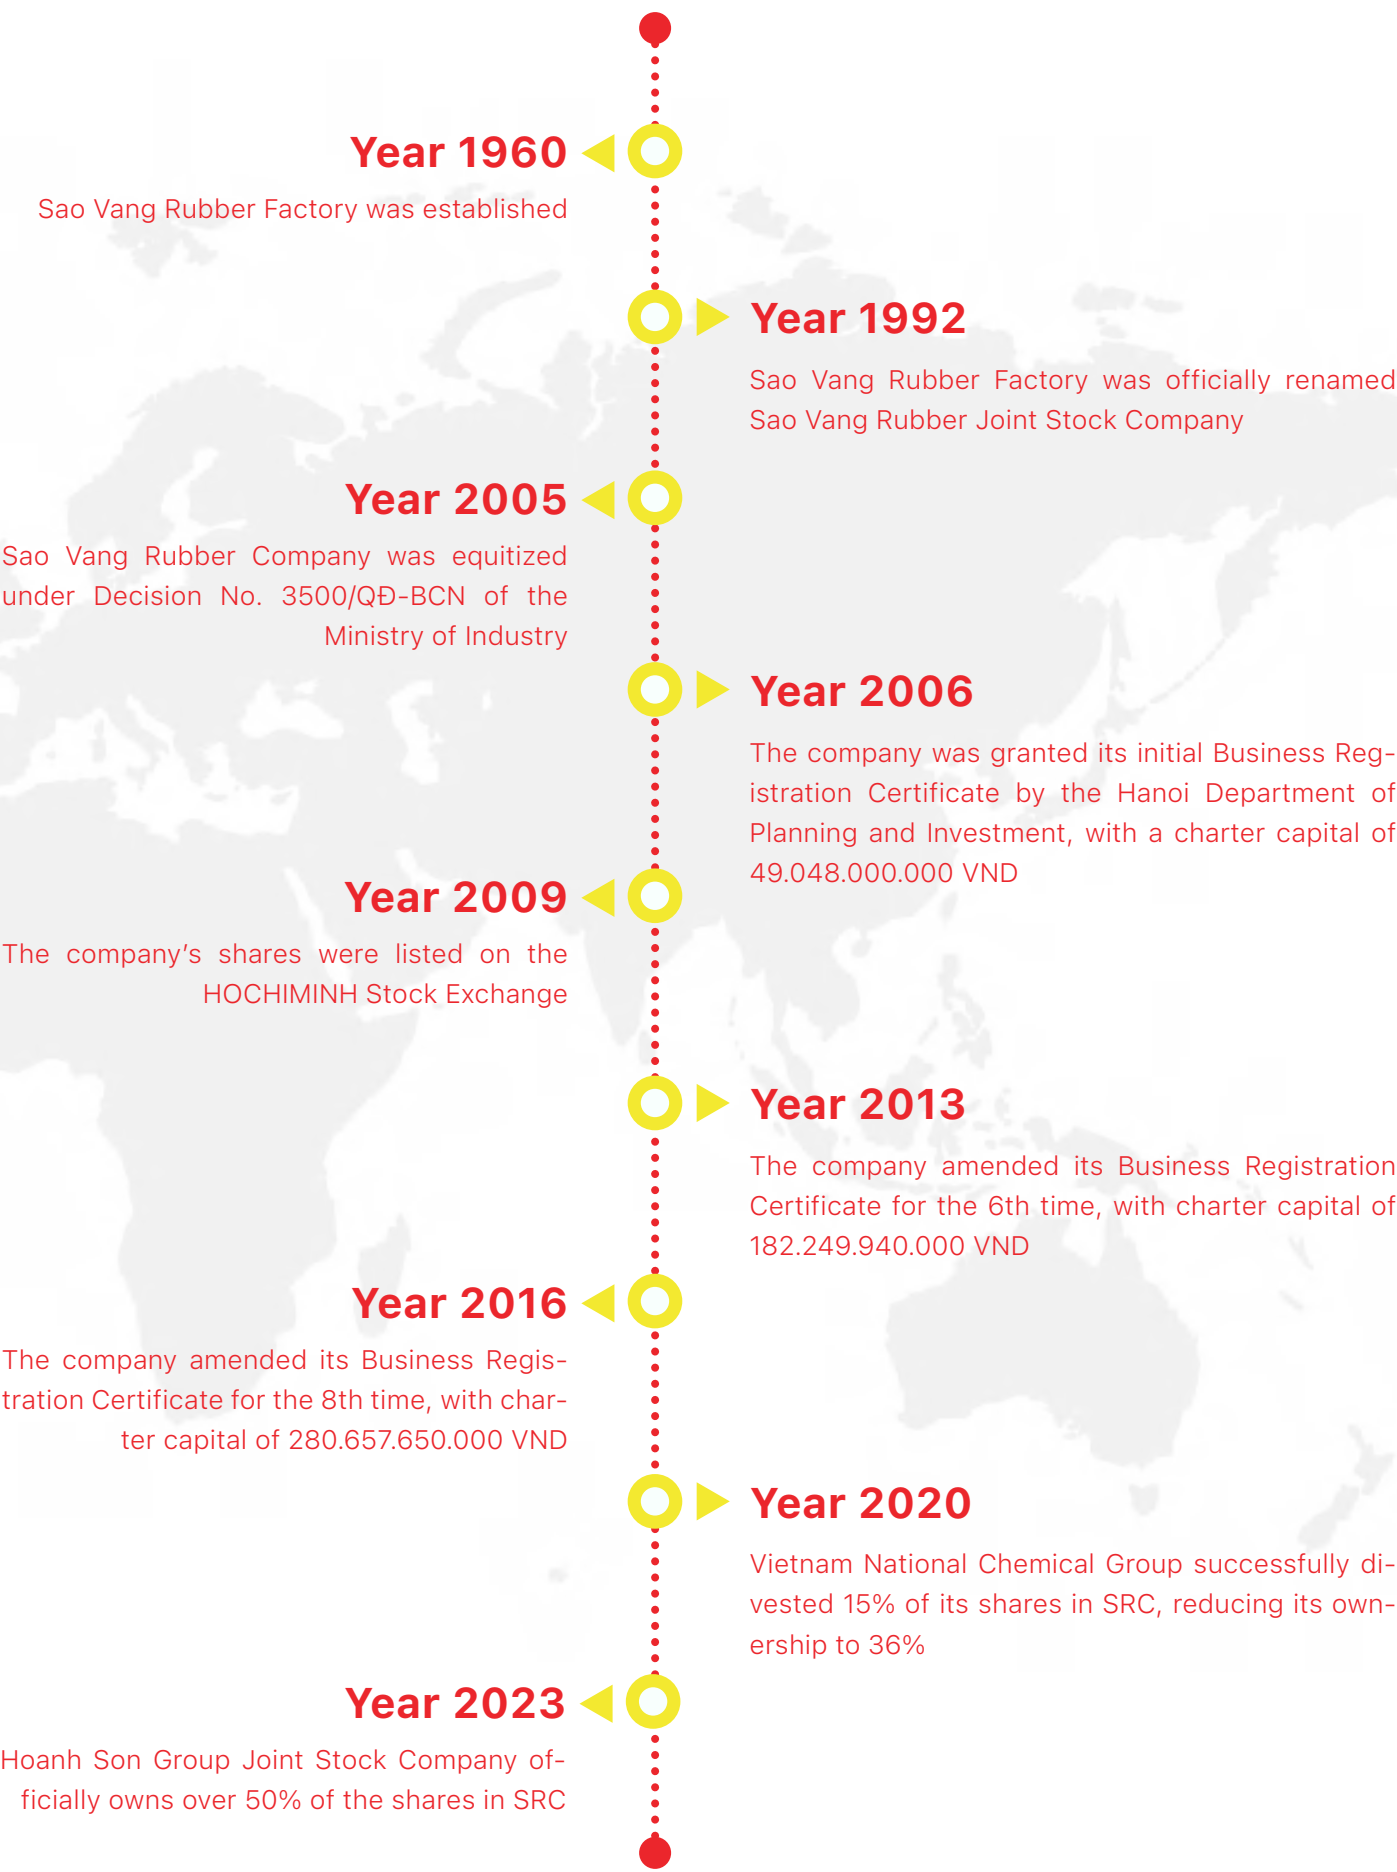 Year 1960
Sao Vang Rubber Factory was established
Year 1992
Sao Vang Rubber Factory was officially renamed
Sao Vang Rubber Joint Stock Company
Year 2005
Sao Vang Rubber Company was equitized
under Decision No. 3500/QĐ-BCN of the
Ministry of Industry
Year 2006
The company was granted its initial Business Reg-
istration Certificate by the Hanoi Department of
Planning and Investment, with a charter capital of
49.048.000.000 VND
Year 2009
The company’s shares were listed on the
HOCHIMINH Stock Exchange
Year 2013
The company amended its Business Registration
Certificate for the 6th time, with charter capital of
182.249.940.000 VND
Year 2016
The company amended its Business Regis-
tration Certificate for the 8th time, with char-
ter capital of 280.657.650.000 VND
Year 2020
Vietnam National Chemical Group successfully di-
vested 15% of its shares in SRC, reducing its own-
ership to 36%
Year 2023
Hoanh Son Group Joint Stock Company of-
ficially owns over 50% of the shares in SRC